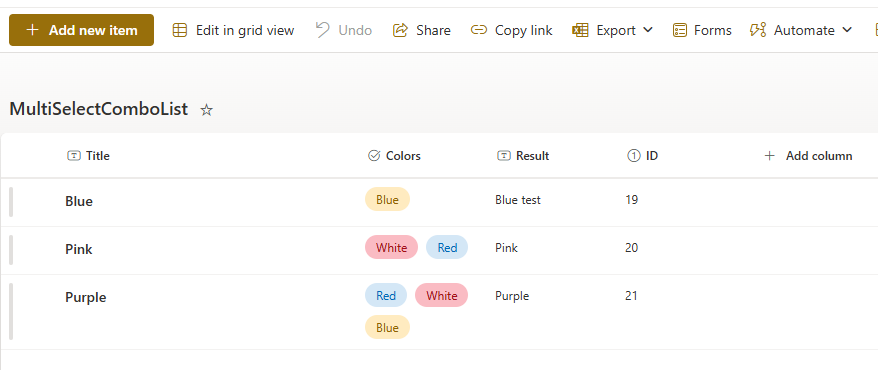 Add new item Edit in grid view Undo Share Copy link Export Forms Automate
MultiSelectComboList
Title Colors Result ID Add column
Blue Blue Blue test 19
Pink White Red Pink 20
Purple Red White Purple 21
Blue